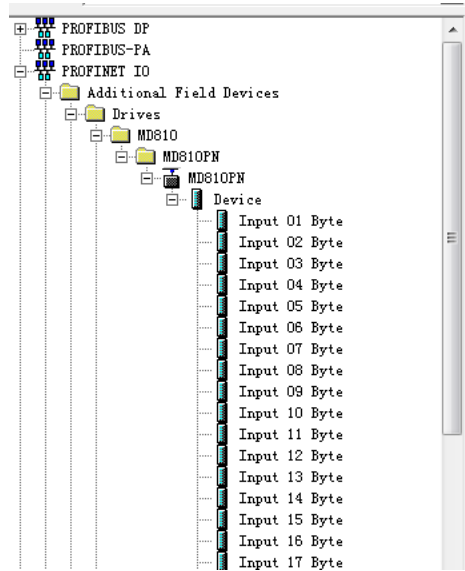 PROFIBUS DP
PROFIBUS-PA
PROFINET IO
Additional Field Devices
Drives
MD810
MD810PN
MD810PN
Device
Input 01 Byte
Input 02 Byte
Input 03 Byte
Input 04 Byte
Input 05 Byte
Input 06 Byte
Input 07 Byte
Input 08 Byte
Input 09 Byte
Input 10 Byte
Input 11 Byte
Input 12 Byte
Input 13 Byte
Input 14 Byte
Input 15 Byte
Input 16 Byte
Input 17 Byte